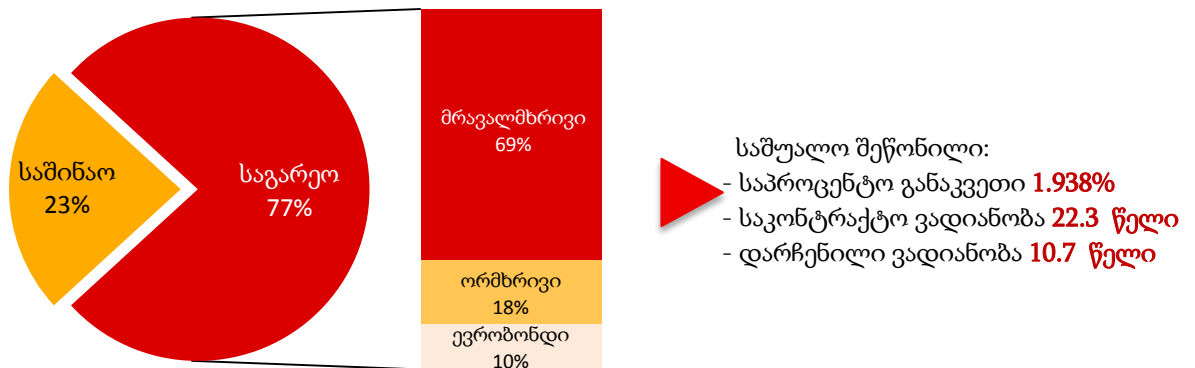 საშინაო
23%
საგარეო
77%
მრავალმხრივი
69%
ორმხრივი
18%
ევრობონდი
10%
საშუალო შეწონილი:
- საპროცენტო განაკვეთი 1.938%
- საკონტრაქტო ვადიანობა 22.3 წელი
- დარჩენილი ვადიანობა 10.7 წელი